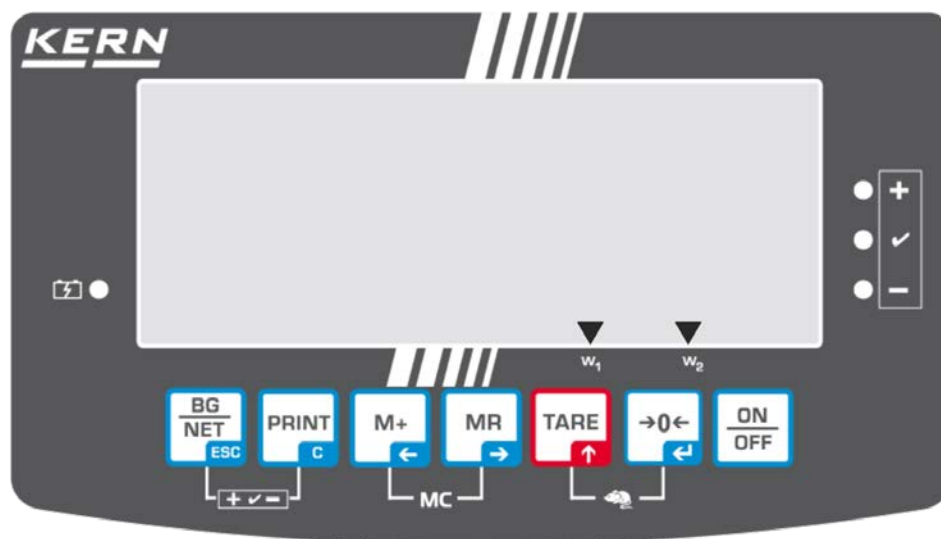 KERN
+
✓
−
W₁ W₂
BG
NET
ESC
PRINT
C
M+
←
MR
→
TARE
↑
→0←
↵
ON
OFF
+ ✓ −
MC